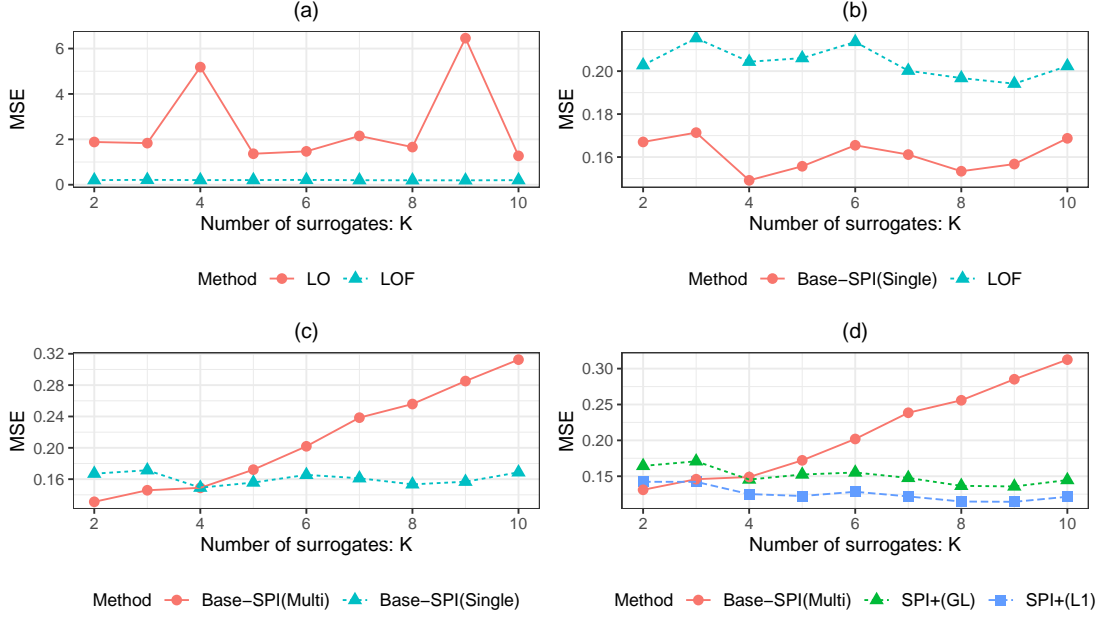 (a)
MSE
6
4
2
0
2 4 6 8 10
Number of surrogates: K
Method LO LOF
(b)
MSE
0.20
0.16
2 4 6 8 10
Number of surrogates: K
Method Base−SPI(Single) LOF
(c)
MSE
0.32
0.28
0.24
0.20
0.16
2 4 6 8 10
Number of surrogates: K
Method Base−SPI(Multi) Base−SPI(Single)
(d)
MSE
0.30
0.25
0.20
0.15
2 4 6 8 10
Number of surrogates: K
Method Base−SPI(Multi) SPI+(GL) SPI+(L1)